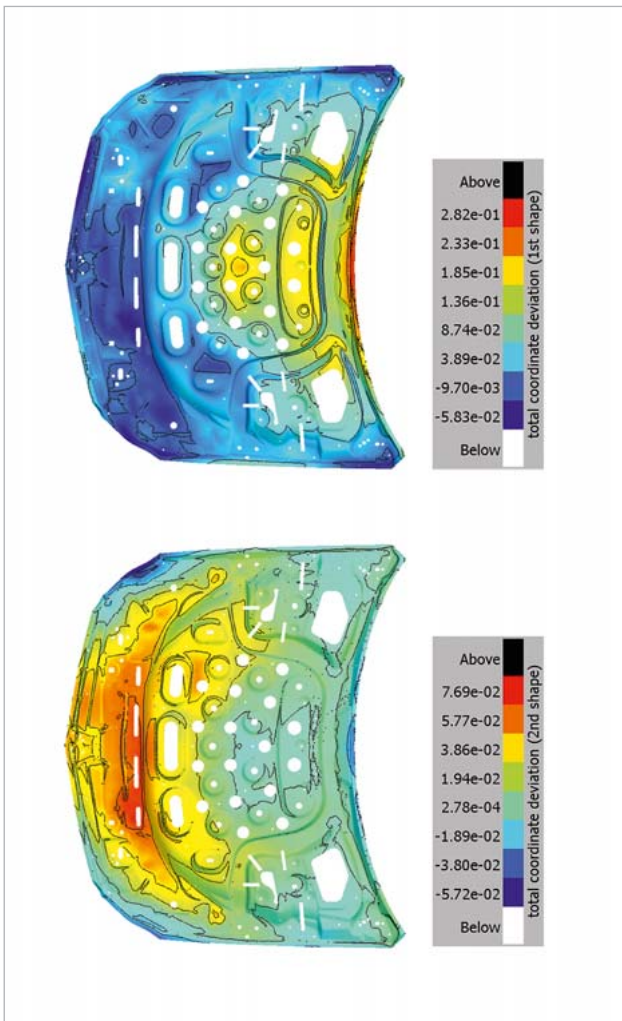 Above
2.82e-01
2.33e-01
1.85e-01
1.36e-01
8.74e-02
3.89e-02
-9.70e-03
-5.83e-02
Below
total coordinate deviation (1st shape)
Above
7.69e-02
5.77e-02
3.86e-02
1.94e-02
2.78e-04
-1.89e-02
-3.80e-02
-5.72e-02
Below
total coordinate deviation (2nd shape)